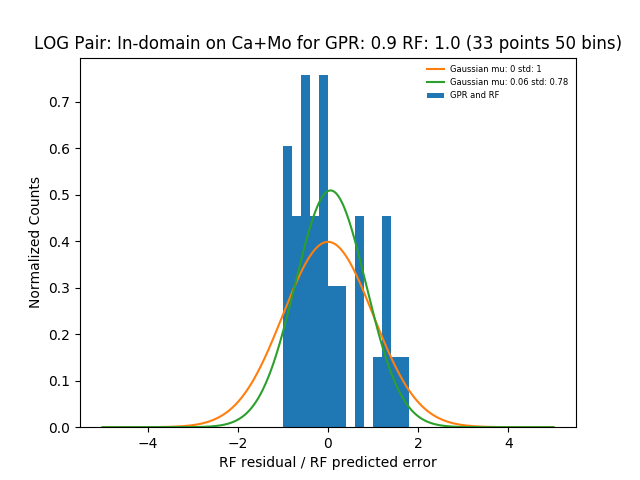 LOG Pair: In-domain on Ca+Mo for GPR: 0.9 RF: 1.0 (33 points 50 bins)
Gaussian mu: 0 std: 1
Gaussian mu: 0.06 std: 0.78
GPR and RF
Normalized Counts
0.7
0.6
0.5
0.4
0.3
0.2
0.1
0.0
−4 −2 0 2 4
RF residual / RF predicted error